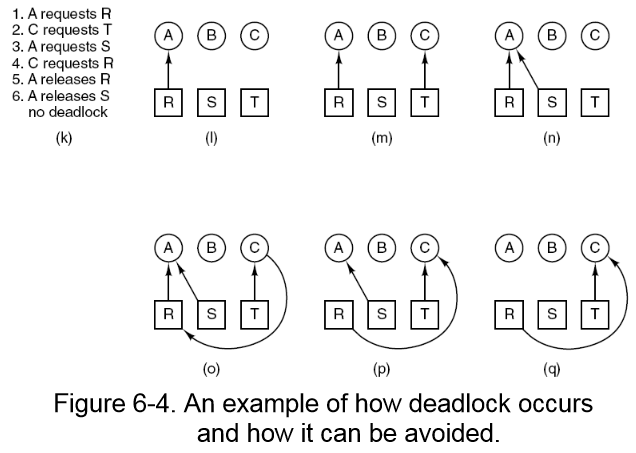 1. A requests R
2. C requests T
3. A requests S
4. C requests R
5. A releases R
6. A releases S
no deadlock
(k)
A B C
R S T
(l)
A B C
R S T
(m)
A B C
R S T
(n)
A B C
R S T
(o)
A B C
R S T
(p)
A B C
R S T
(q)
Figure 6-4. An example of how deadlock occurs
and how it can be avoided.